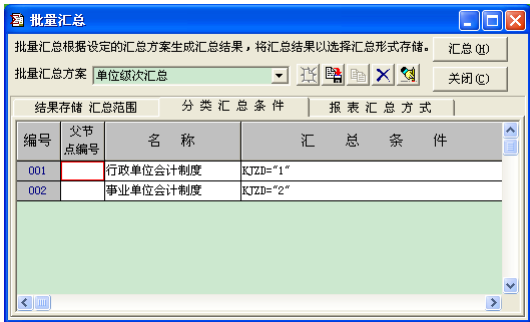 批量汇总
批量汇总根据设定的汇总方案生成汇总结果，将汇总结果以选择汇总形式存储。 汇总(H)
批量汇总方案 单位级次汇总 关闭(C)
结果存储 汇总范围 分类汇总条件 报表汇总方式
编号 父节点编号 名称 汇总条件
001 行政单位会计制度 KJZD="1"
002 事业单位会计制度 KJZD="2"